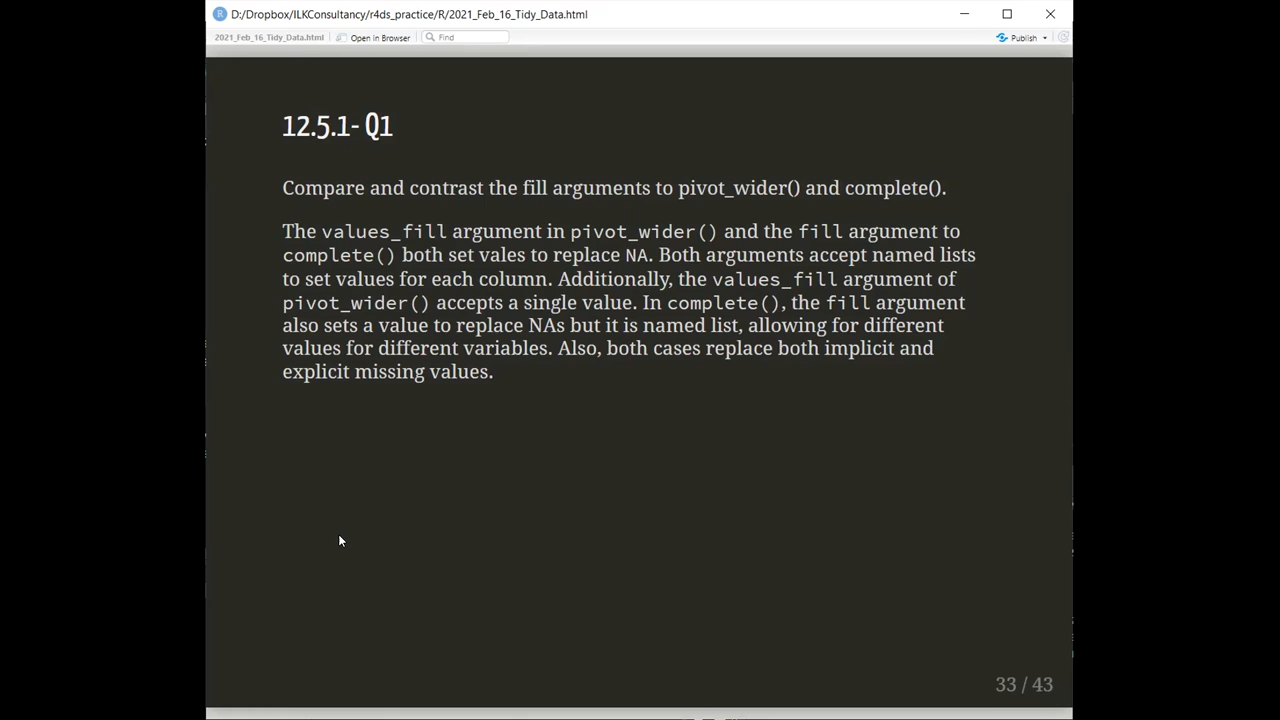 D:/Dropbox/ILKConsultancy/r4ds_practice/R/2021_Feb_16_Tidy_Data.html
2021_Feb_16_Tidy_Data.html Open in Browser Find Publish
12.5.1- Q1
Compare and contrast the fill arguments to pivot_wider() and complete().
The values_fill argument in pivot_wider() and the fill argument to
complete() both set vales to replace NA. Both arguments accept named lists
to set values for each column. Additionally, the values_fill argument of
pivot_wider() accepts a single value. In complete(), the fill argument
also sets a value to replace NAs but it is named list, allowing for different
values for different variables. Also, both cases replace both implicit and
explicit missing values.
33 / 43